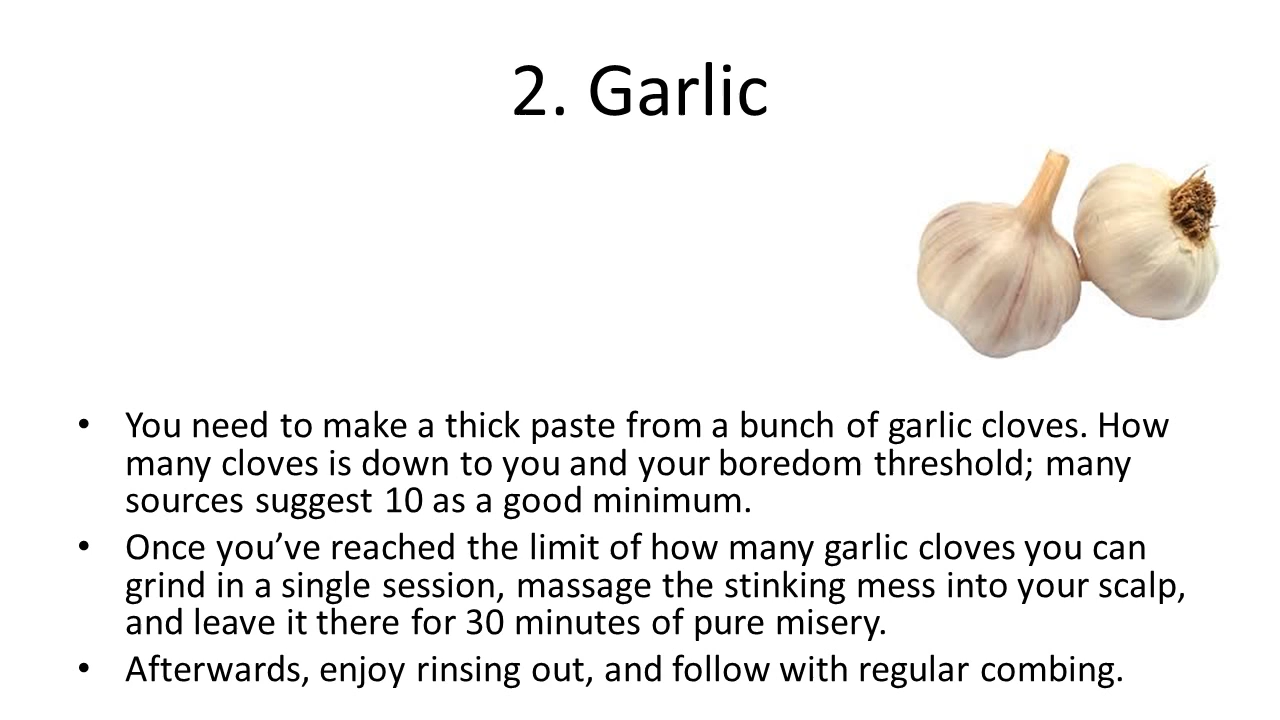 2. Garlic
• You need to make a thick paste from a bunch of garlic cloves. How
many cloves is down to you and your boredom threshold; many
sources suggest 10 as a good minimum.
• Once you’ve reached the limit of how many garlic cloves you can
grind in a single session, massage the stinking mess into your scalp,
and leave it there for 30 minutes of pure misery.
• Afterwards, enjoy rinsing out, and follow with regular combing.